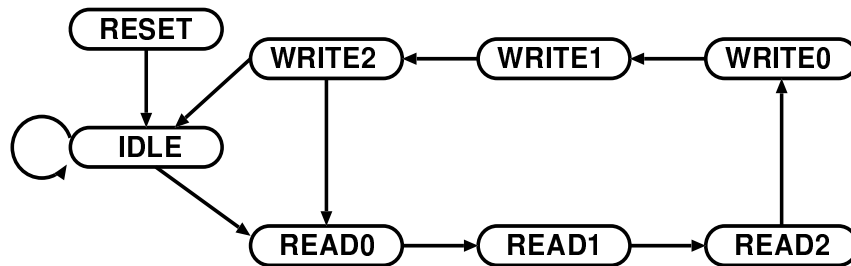 RESET
WRITE2
WRITE1
WRITE0
IDLE
READ0
READ1
READ2